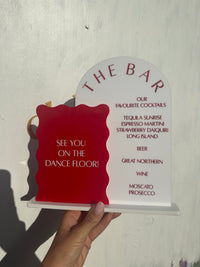 THE BAR
OUR
FAVOURITE COCKTAILS
TEQUILA SUNRISE
ESPRESSO MARTINI
STRAWBERRY DAIQUIRI
LONG ISLAND
BEER
GREAT NORTHERN
WINE
MOSCATO
PROSECCO
SEE YOU
ON THE
DANCE FLOOR!